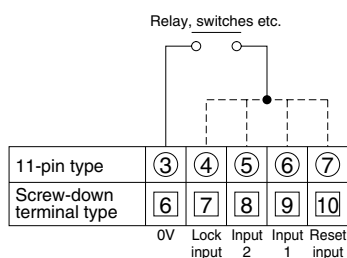 Relay, switches etc.
11-pin type ③ ④ ⑤ ⑥ ⑦
Screw-down terminal type 6 7 8 9 10
0V Lock input Input 2 Input 1 Reset input